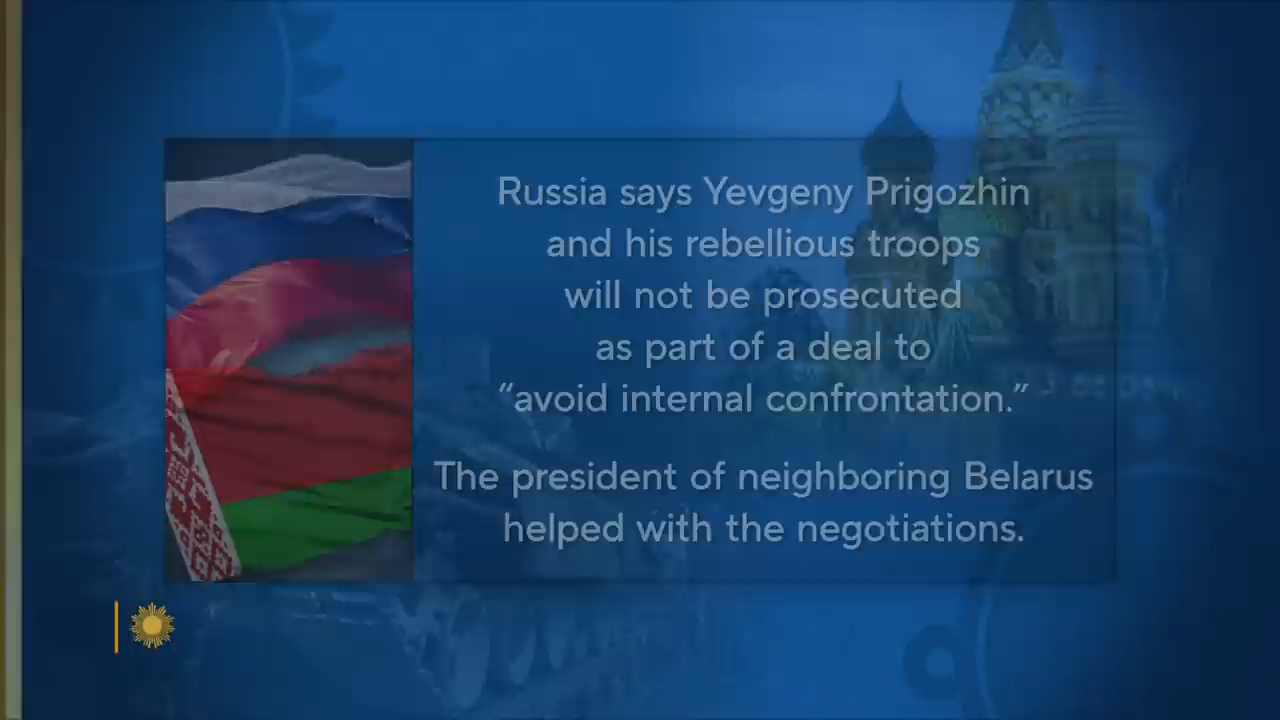 Russia says Yevgeny Prigozhin
and his rebellious troops
will not be prosecuted
as part of a deal to
“avoid internal confrontation.”
The president of neighboring Belarus
helped with the negotiations.